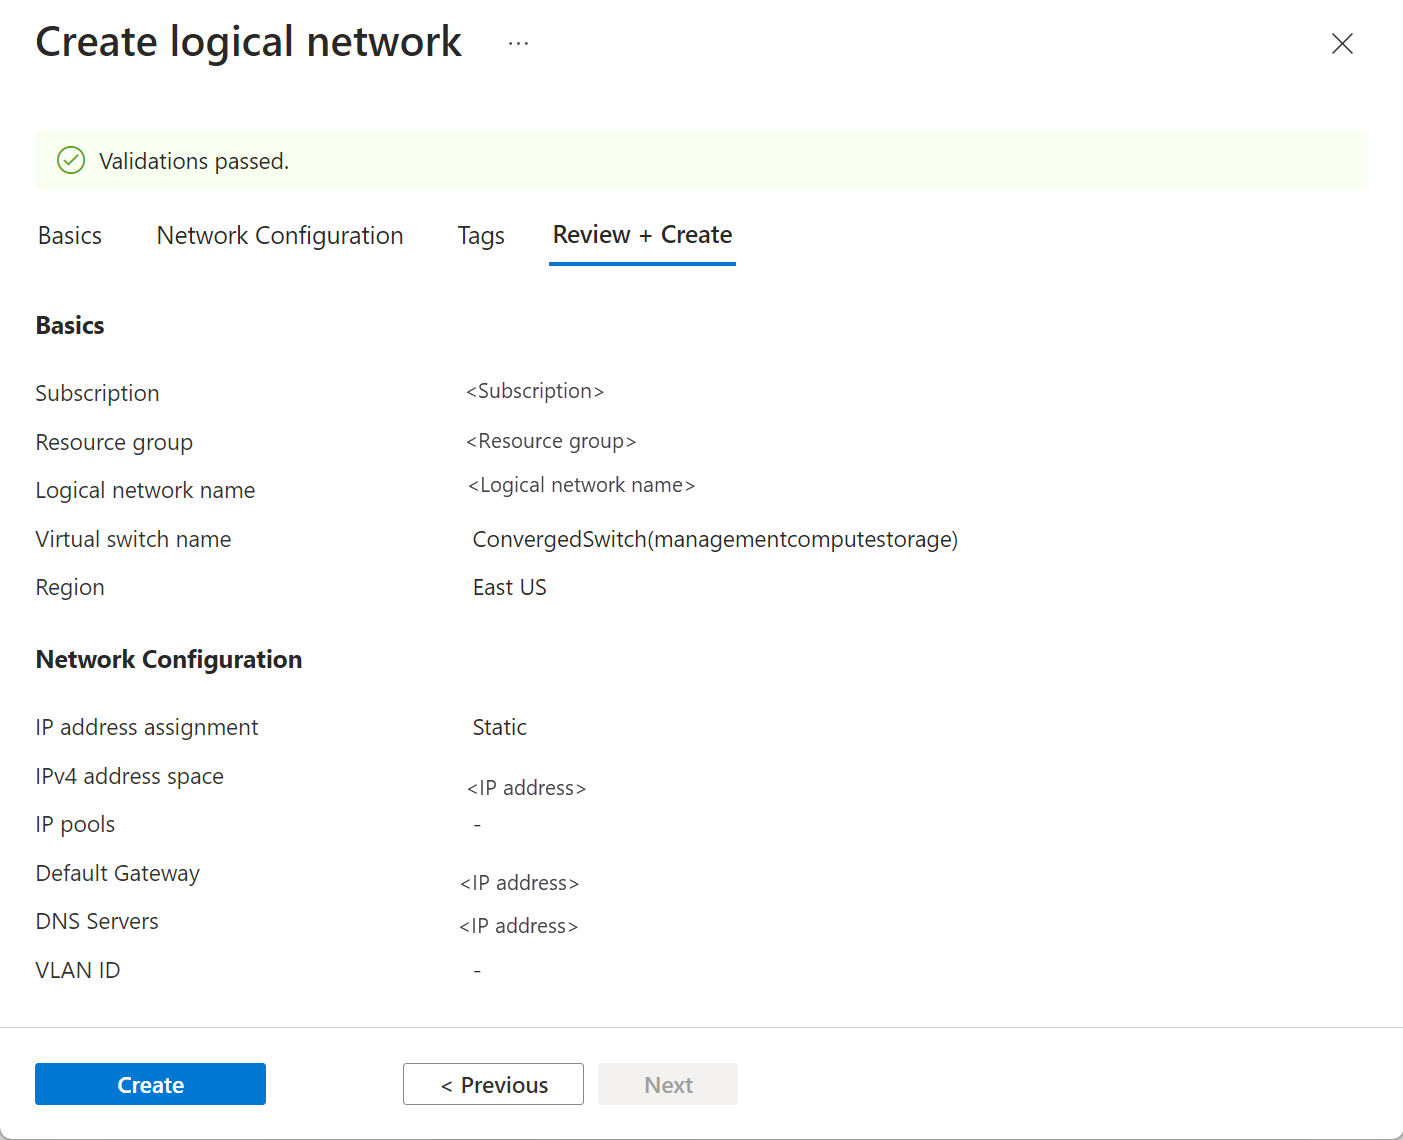 Create logical network ...
Validations passed.
Basics Network Configuration Tags Review + Create
Basics
Subscription <Subscription>
Resource group <Resource group>
Logical network name <Logical network name>
Virtual switch name ConvergedSwitch(managementcomputestorage)
Region East US
Network Configuration
IP address assignment Static
IPv4 address space <IP address>
IP pools -
Default Gateway <IP address>
DNS Servers <IP address>
VLAN ID -
Create < Previous Next